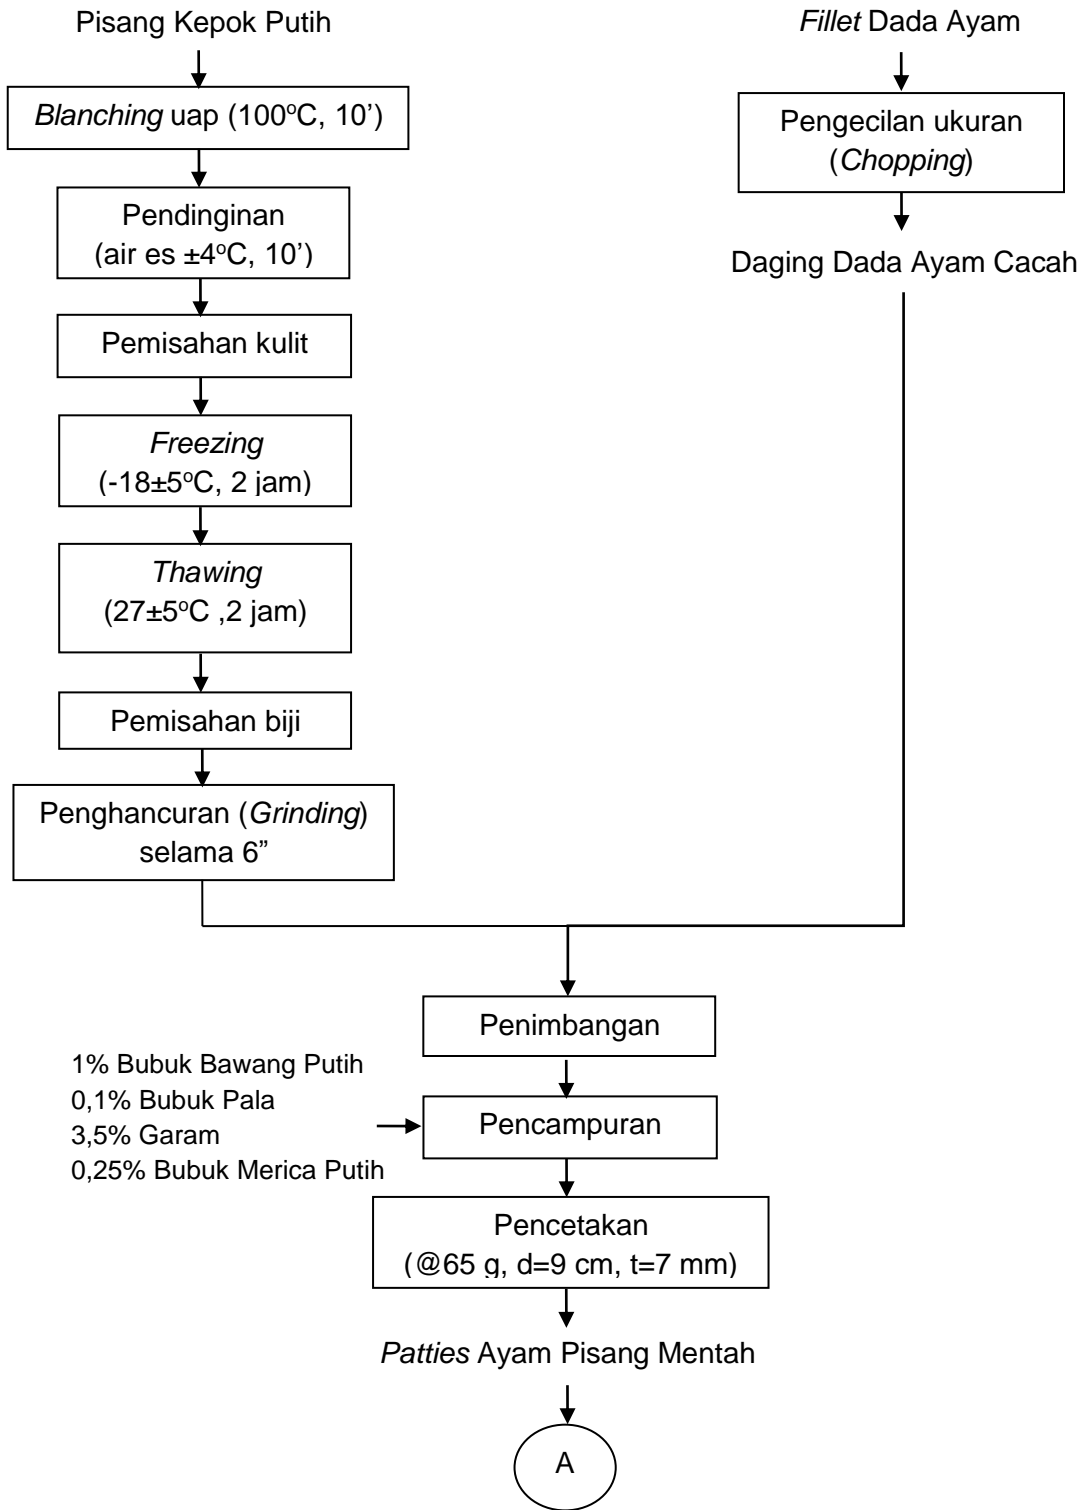 Pisang Kepok Putih
Blanching uap (100°C, 10’)
Pendinginan
(air es ±4°C, 10’)
Pemisahan kulit
Freezing
(-18±5°C, 2 jam)
Thawing
(27±5°C ,2 jam)
Pemisahan biji
Penghancuran (Grinding)
selama 6”
Fillet Dada Ayam
Pengecilan ukuran
(Chopping)
Daging Dada Ayam Cacah
Penimbangan
1% Bubuk Bawang Putih
0,1% Bubuk Pala
3,5% Garam
0,25% Bubuk Merica Putih
Pencampuran
Pencetakan
(@65 g, d=9 cm, t=7 mm)
Patties Ayam Pisang Mentah
A